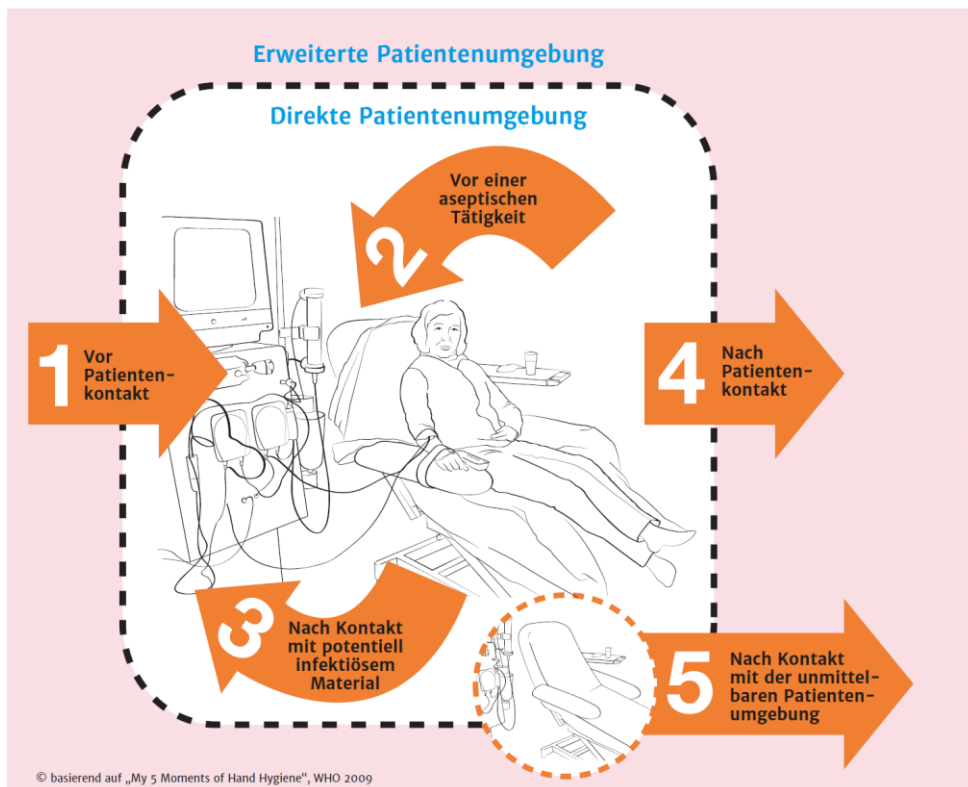 Erweiterte Patientenumgebung
Direkte Patientenumgebung
Vor einer
aseptischen
Tätigkeit
2
1
Vor
Patienten-
kontakt
4
Nach
Patienten-
kontakt
3
Nach Kontakt
mit potentiell
infektiösem
Material
5
Nach Kontakt
mit der unmittel-
baren Patienten-
umgebung
© basierend auf „My 5 Moments of Hand Hygiene“, WHO 2009